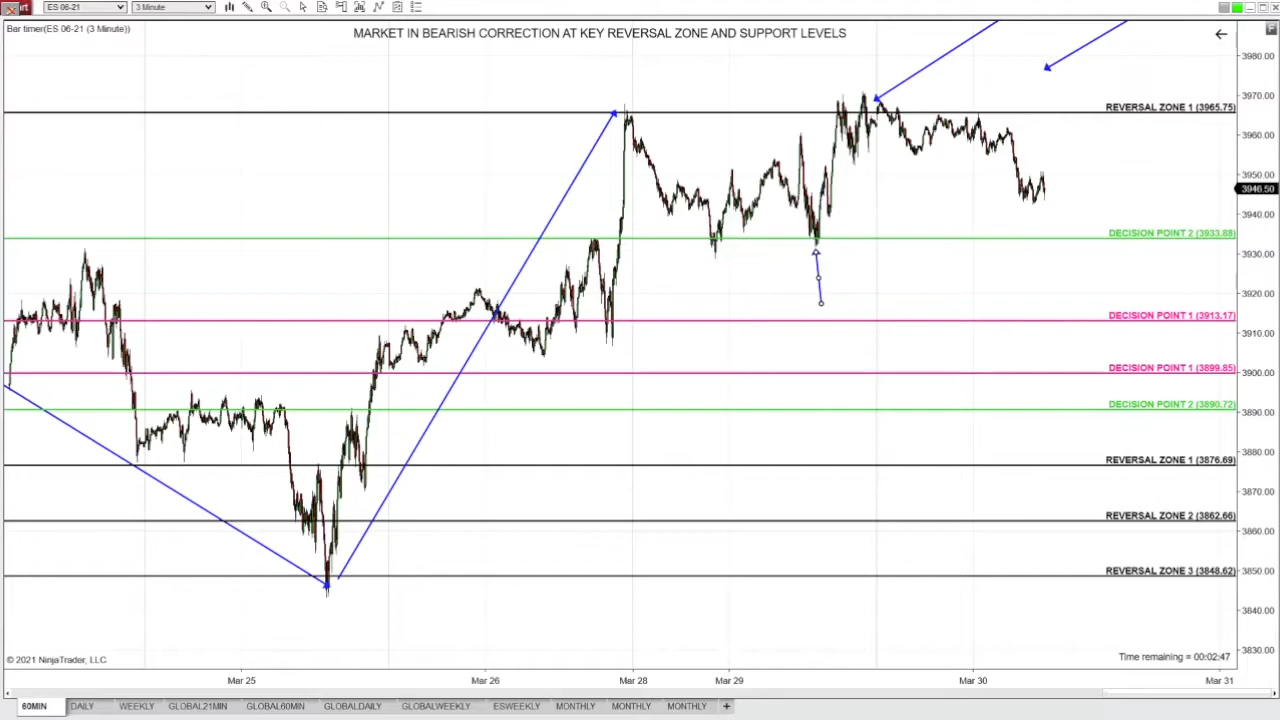 ES 06-21
3 Minute
Bar timer(ES 06-21 (3 Minute))
MARKET IN BEARISH CORRECTION AT KEY REVERSAL ZONE AND SUPPORT LEVELS
F
3980.00
3970.00
REVERSAL ZONE 1 (3965.75)
3960.00
3950.00
3946.50
3940.00
DECISION POINT 2 (3933.88)
3930.00
3920.00
DECISION POINT 1 (3913.17)
3910.00
DECISION POINT 1 (3899.85)
3900.00
DECISION POINT 2 (3890.72)
3890.00
3880.00
REVERSAL ZONE 1 (3876.69)
3870.00
REVERSAL ZONE 2 (3862.66)
3860.00
REVERSAL ZONE 3 (3848.62)
3850.00
3840.00
3830.00
© 2021 NinjaTrader, LLC
Time remaining = 00:02:47
Mar 25 Mar 26 Mar 28 Mar 29 Mar 30 Mar 31
60MIN DAILY WEEKLY GLOBAL21MIN GLOBAL60MIN GLOBALDAILY GLOBALWEEKLY ESWEEKLY MONTHLY MONTHLY MONTHLY +